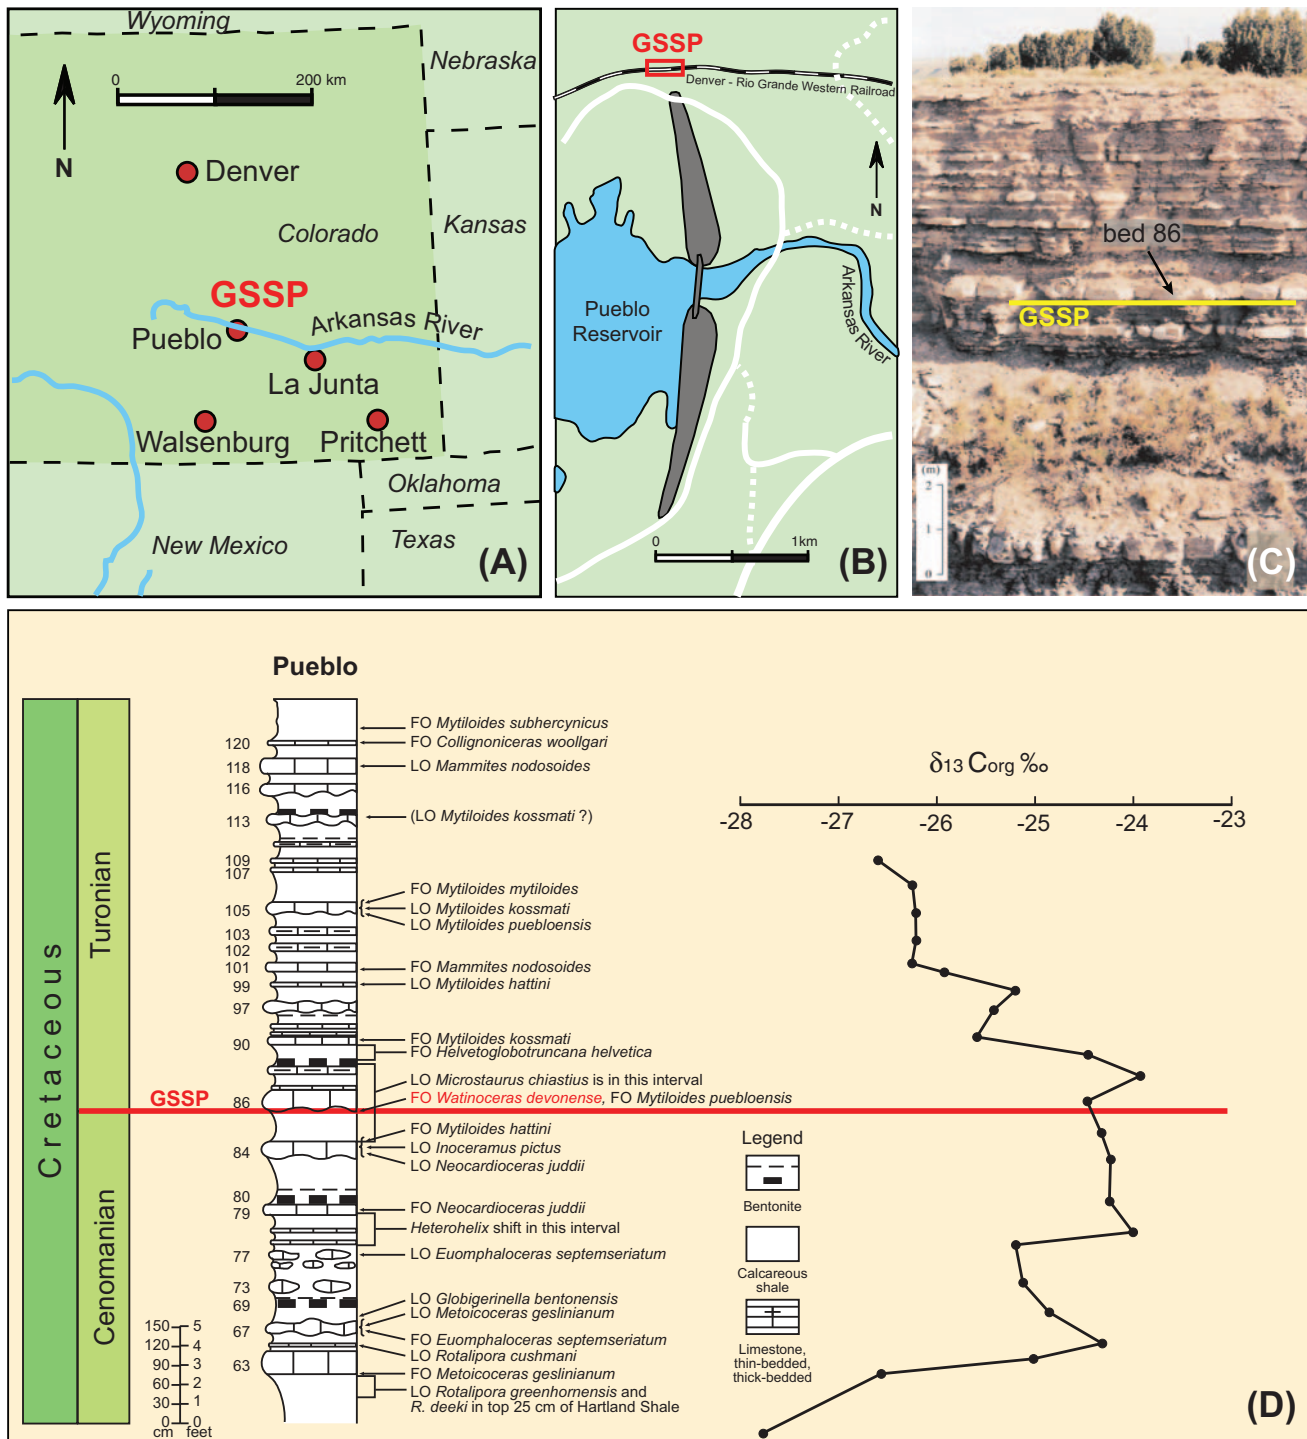 Wyoming
Nebraska
0 200 km
N
Denver
Colorado
Kansas
GSSP
Pueblo
Arkansas River
La Junta
Walsenburg
Pritchett
Oklahoma
New Mexico
Texas
(A)
GSSP
Denver - Rio Grande Western Railroad
N
Pueblo
Reservoir
Arkansas River
0 1km
(B)
bed 86
GSSP
(m)
2
1
0
(C)
Pueblo
Cretaceous
Turonian
Cenomanian
GSSP
120
118
116
113
109
107
105
103
102
101
99
97
90
86
84
80
79
77
73
69
67
63
150 5
120 4
90 3
60 2
30 1
0 0
cm feet
FO Mytiloides subhercynicus
FO Collignoniceras woollgari
LO Mammites nodosoides
(LO Mytiloides kossmati ?)
FO Mytiloides mytiloides
LO Mytiloides kossmati
LO Mytiloides puebloensis
FO Mammites nodosoides
LO Mytiloides hattini
FO Mytiloides kossmati
FO Helvetoglobotruncana helvetica
LO Microstaurus chiastius is in this interval
FO Watinoceras devonense, FO Mytiloides puebloensis
FO Mytiloides hattini
LO Inoceramus pictus
LO Neocardioceras juddii
FO Neocardioceras juddii
Heterohelix shift in this interval
LO Euomphaloceras septemseriatum
LO Globigerinella bentonensis
LO Metoicoceras geslinianum
FO Euomphaloceras septemseriatum
LO Rotalipora cushmani
FO Metoicoceras geslinianum
LO Rotalipora greenhornensis and
R. deeki in top 25 cm of Hartland Shale
δ13 Corg ‰
-28 -27 -26 -25 -24 -23
Legend
Bentonite
Calcareous
shale
Limestone,
thin-bedded,
thick-bedded
(D)